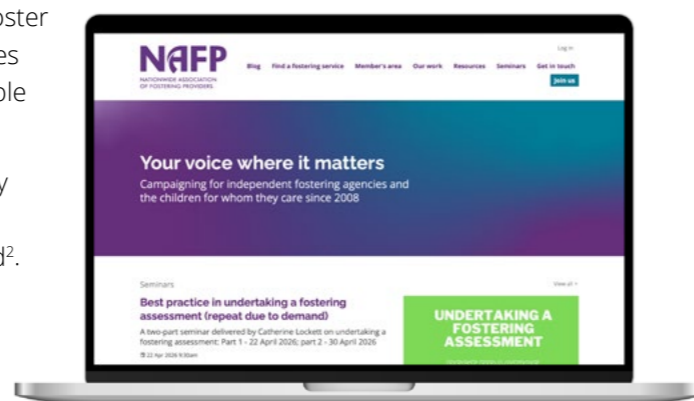 oster
es
ble
y
d².
NAFP
NATIONWIDE ASSOCIATION
OF FOSTERING PROVIDERS
Log in
Blog Find a fostering service Member's area Our work Resources Seminars Get in touch
Join us
Your voice where it matters
Campaigning for independent fostering agencies and
the children for whom they care since 2008
Seminars
View all >
Best practice in undertaking a fostering
assessment (repeat due to demand)
A two-part seminar delivered by Catherine Lockett on undertaking a
fostering assessment: Part 1 - 22 April 2026; part 2 - 30 April 2026
22 Apr 2026 9:30am
UNDERTAKING A
FOSTERING
ASSESSMENT